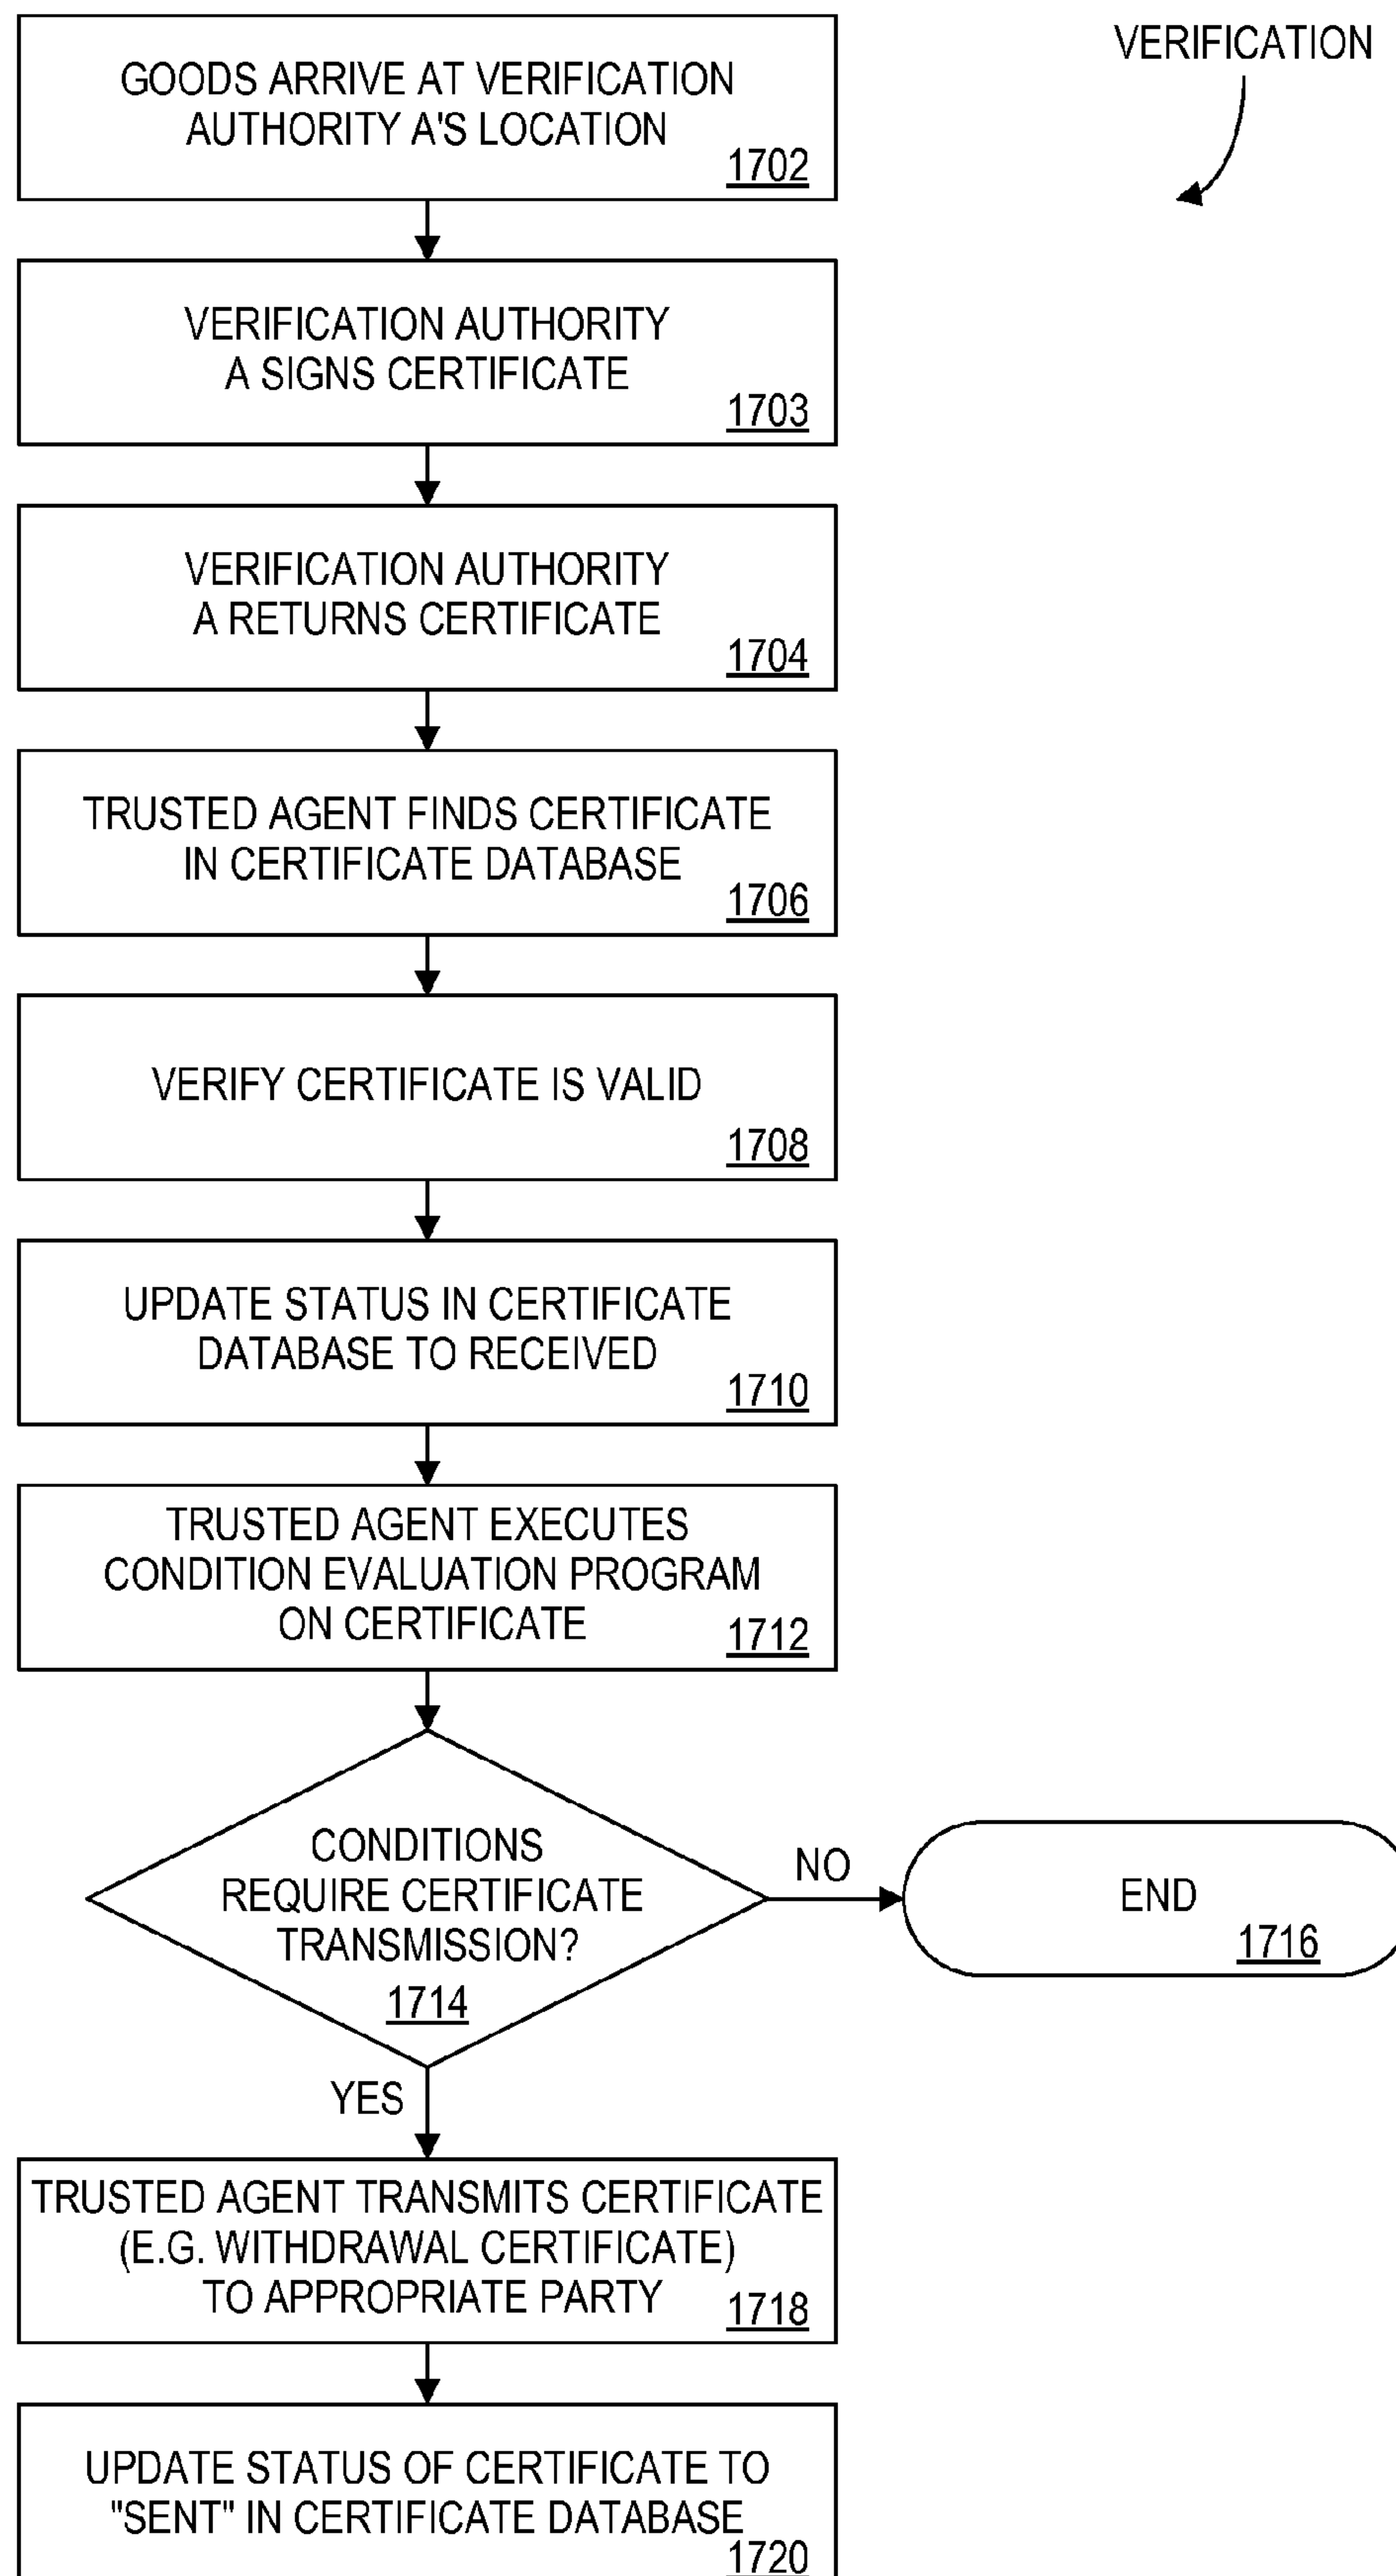 VERIFICATION
GOODS ARRIVE AT VERIFICATION
AUTHORITY A'S LOCATION
1702
VERIFICATION AUTHORITY
A SIGNS CERTIFICATE
1703
VERIFICATION AUTHORITY
A RETURNS CERTIFICATE
1704
TRUSTED AGENT FINDS CERTIFICATE
IN CERTIFICATE DATABASE
1706
VERIFY CERTIFICATE IS VALID
1708
UPDATE STATUS IN CERTIFICATE
DATABASE TO RECEIVED
1710
TRUSTED AGENT EXECUTES
CONDITION EVALUATION PROGRAM
ON CERTIFICATE
1712
CONDITIONS
REQUIRE CERTIFICATE
TRANSMISSION?
1714
NO
END
1716
YES
TRUSTED AGENT TRANSMITS CERTIFICATE
(E.G. WITHDRAWAL CERTIFICATE)
TO APPROPRIATE PARTY
1718
UPDATE STATUS OF CERTIFICATE TO
"SENT" IN CERTIFICATE DATABASE
1720